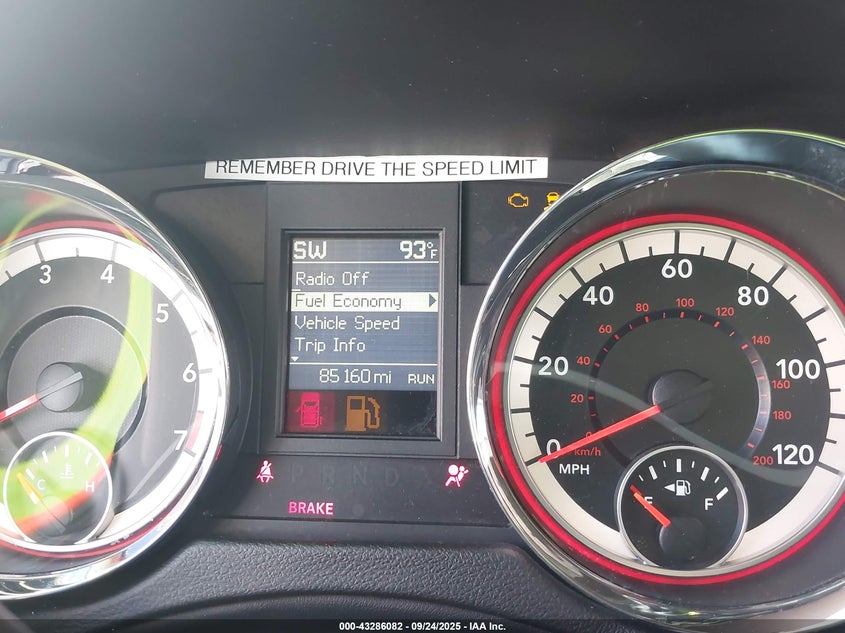 REMEMBER DRIVE THE SPEED LIMIT
SW 93°F
Radio Off
Fuel Economy
Vehicle Speed
Trip Info
85160 mi RUN
3 4 5 6 7
C H
P R N D
BRAKE
0 20 40 60 80 100 120
MPH
20 40 60 80 100 120 140 160 180 200
km/h
E F
000-43286082 - 09/24/2025 - IAA Inc.